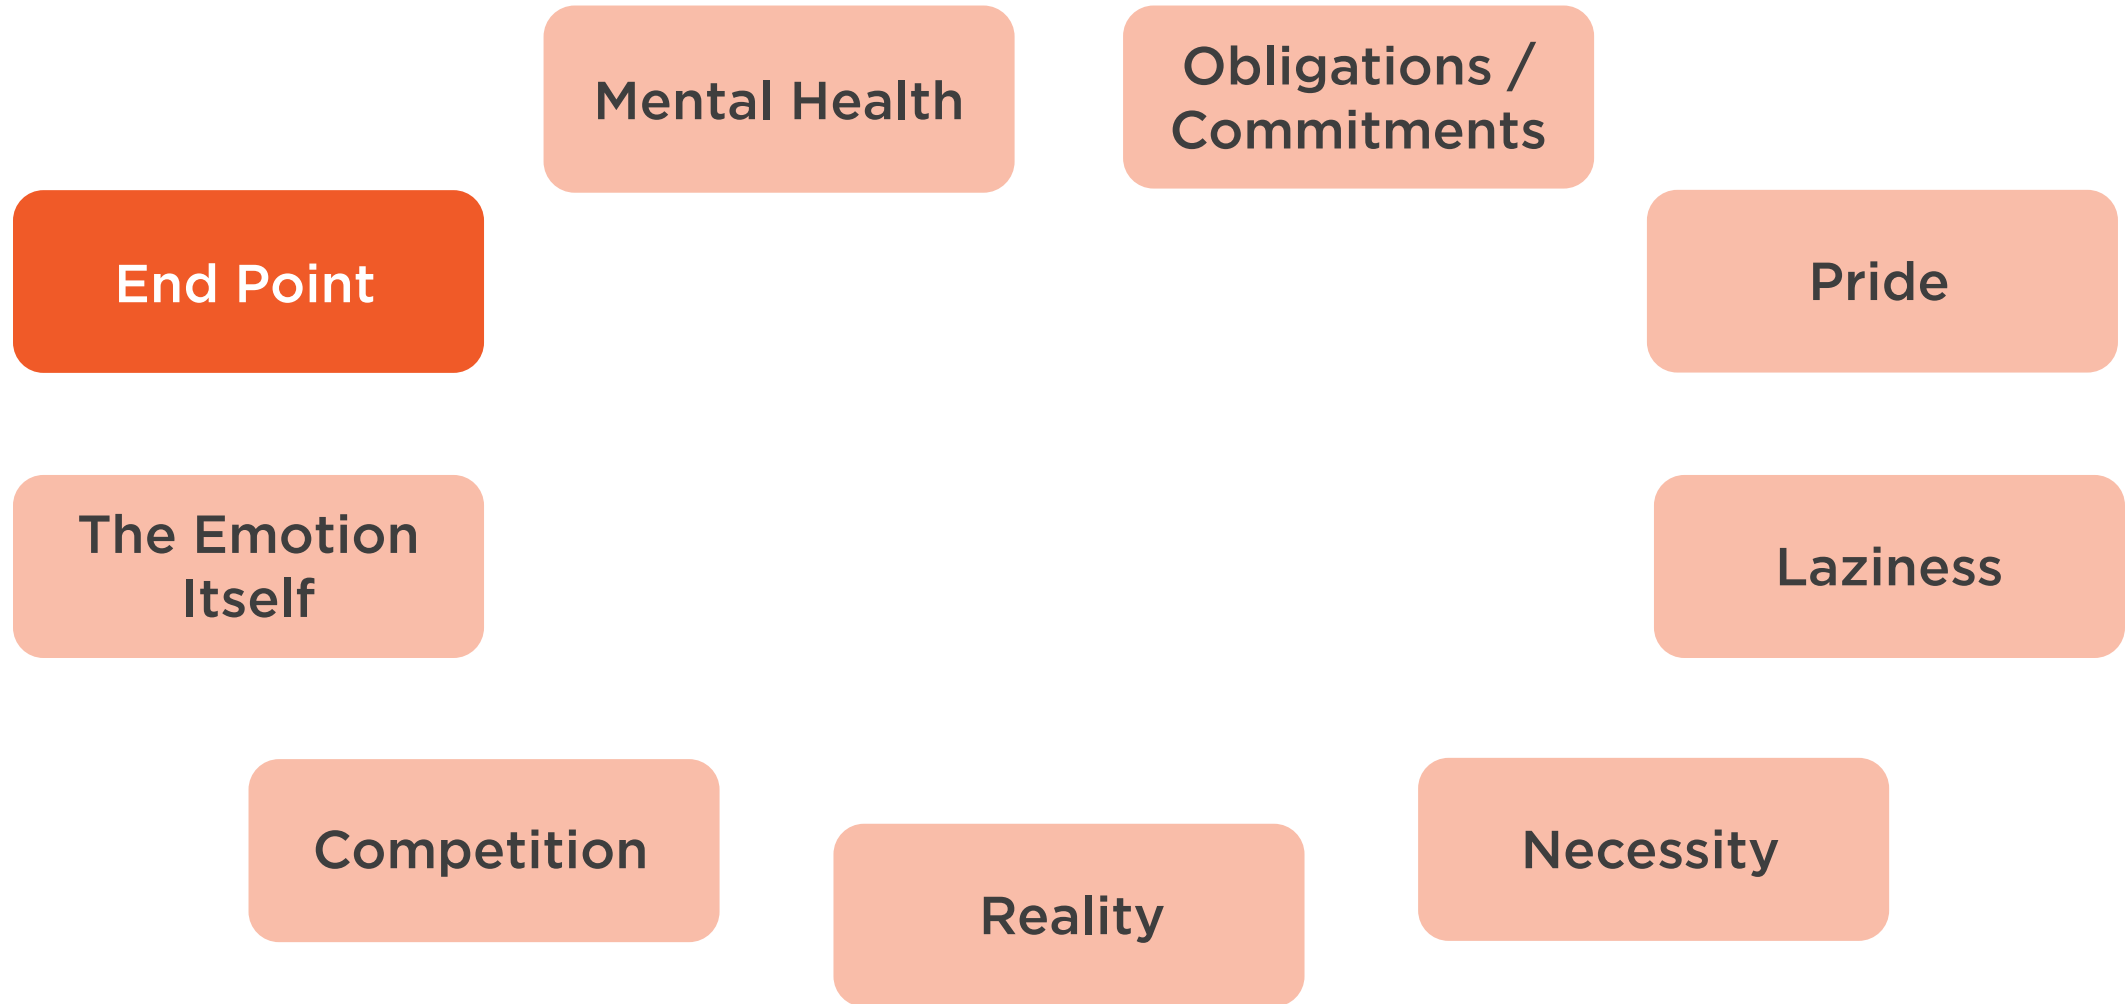 Mental Health
Obligations /
Commitments
End Point
Pride
The Emotion
Itself
Laziness
Competition
Necessity
Reality